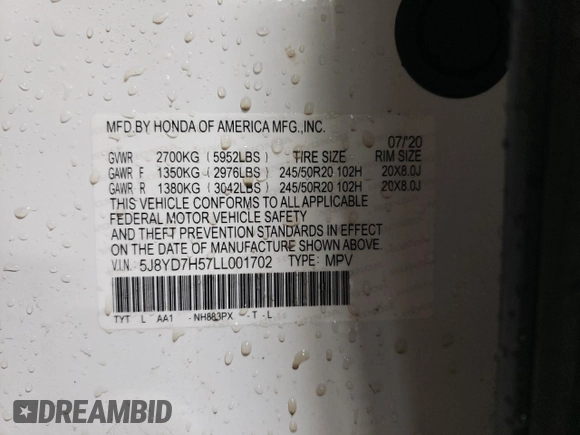 MFD.BY HONDA OF AMERICA MFG.,INC.
07/'20
GVWR 2700KG ( 5952LBS ) TIRE SIZE RIM SIZE
GAWR F 1350KG ( 2976LBS ) 245/50R20 102H 20X8.0J
GAWR R 1380KG ( 3042LBS ) 245/50R20 102H 20X8.0J
THIS VEHICLE CONFORMS TO ALL APPLICABLE
FEDERAL MOTOR VEHICLE SAFETY
AND THEFT PREVENTION STANDARDS IN EFFECT
ON THE DATE OF MANUFACTURE SHOWN ABOVE.
V.I.N.: 5J8YD7H57LL001702 TYPE: MPV
TYT L AA1 -NH883PX -T-L
DREAMBID